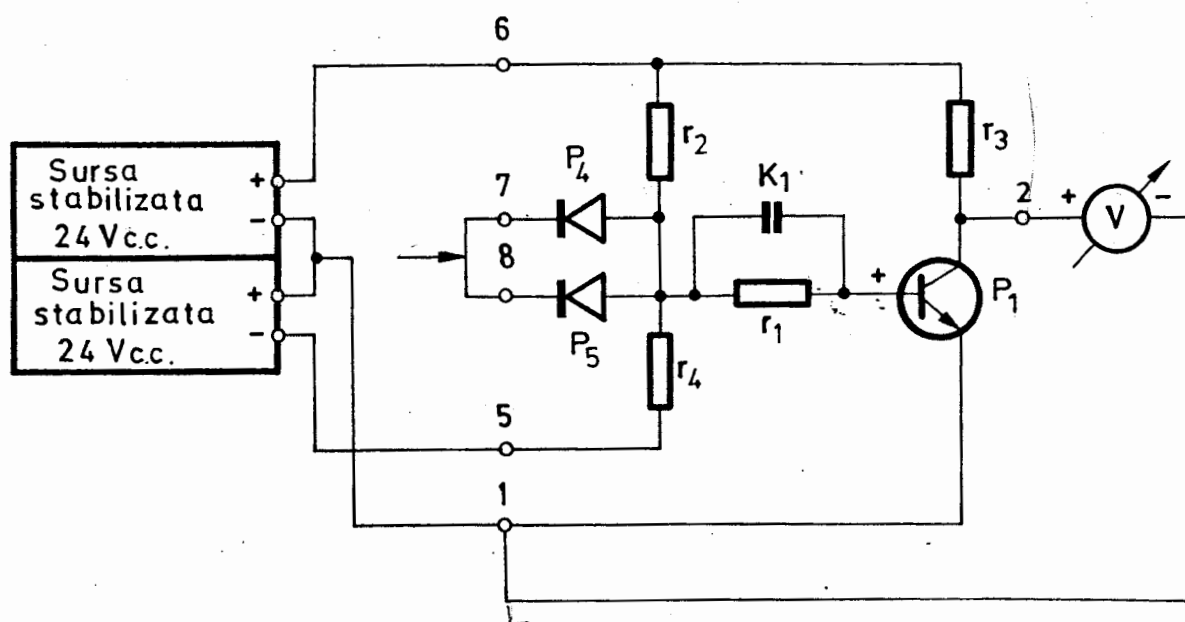 6
Sursa
stabilizata
24 Vc.c.
+
-
Sursa
stabilizata
24 Vc.c.
+
-
r2
r3
P4
7
K1
2
+
V
-
8
+
P1
P5
r1
r4
5
1